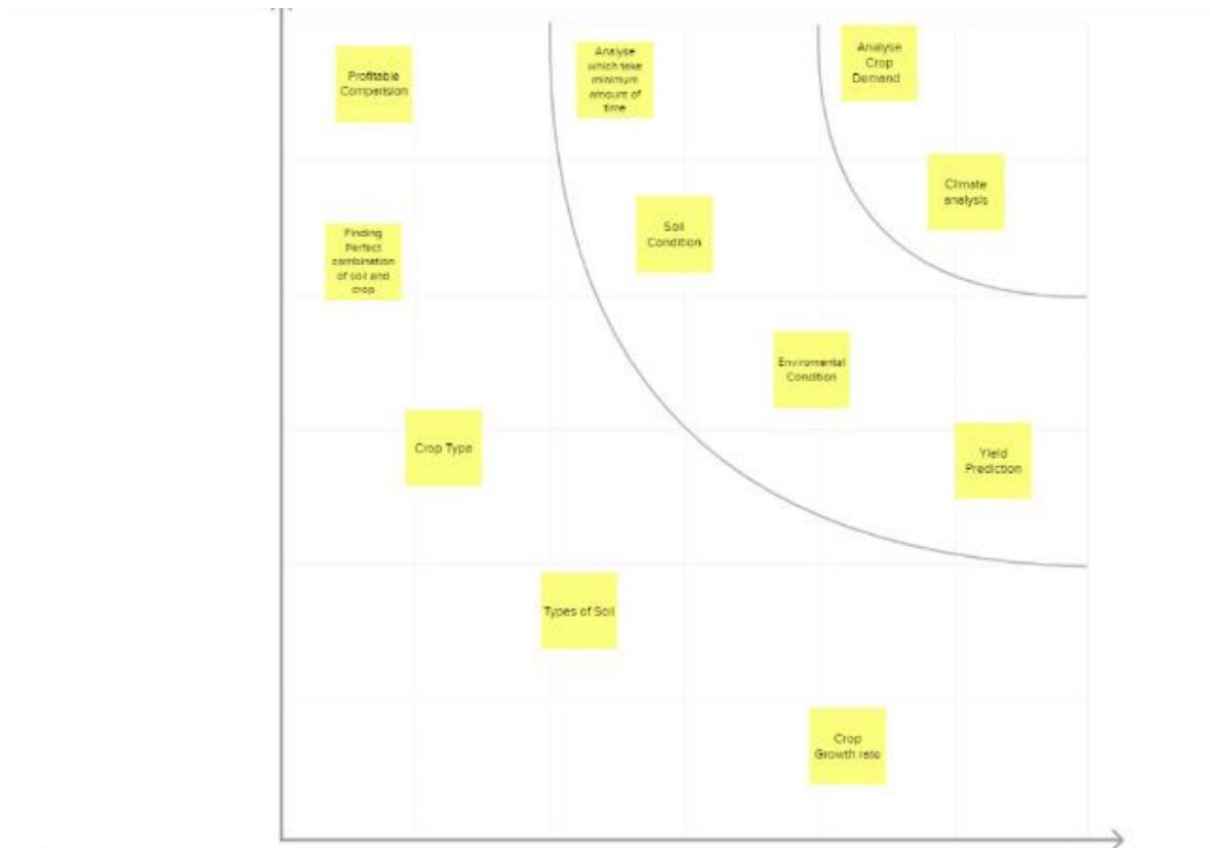 Profitable
Comparision
Analyse
which take
minimum
amount of
time
Analyse
Crop
Demand
Climate
analysis
Soil
Condition
Finding
Perfect
combination
of soil and
crop
Enviromental
Condition
Crop Type
Yield
Prediction
Types of Soil
Crop
Growth rate